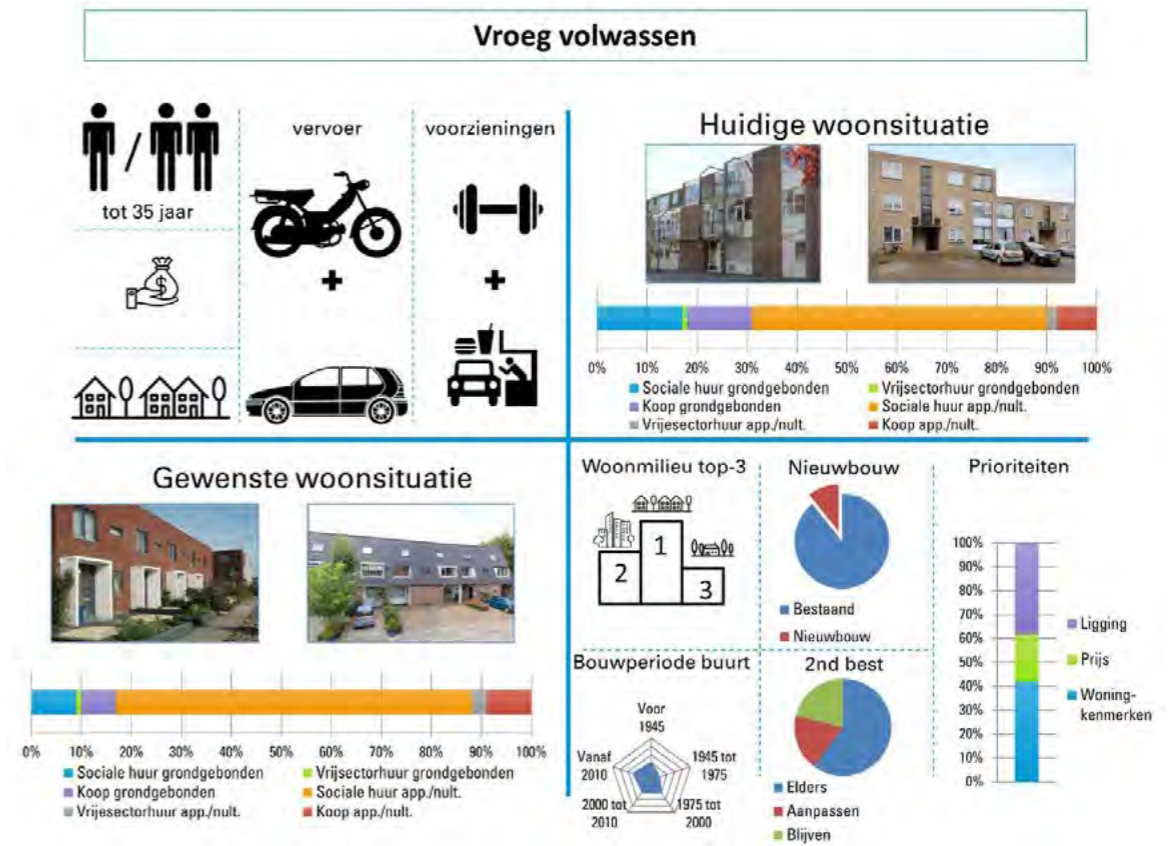 Vroeg volwassen
tot 35 jaar
vervoer
voorzieningen
Huidige woonsituatie
0% 10% 20% 30% 40% 50% 60% 70% 80% 90% 100%
Sociale huur grondgebonden
Vrijsectorhuur grondgebonden
Koop grondgebonden
Sociale huur app./nult.
Vrijesectorhuur app./nult.
Koop app./nult.
Gewenste woonsituatie
0% 10% 20% 30% 40% 50% 60% 70% 80% 90% 100%
Sociale huur grondgebonden
Vrijsectorhuur grondgebonden
Koop grondgebonden
Sociale huur app./nult.
Vrijesectorhuur app./nult.
Koop app./nult.
Woonmilieu top-3
1
2
3
Nieuwbouw
Bestaand
Nieuwbouw
Bouwperiode buurt
Voor
1945
1945 tot
1975
1975 tot
2000
2000 tot
2010
Vanaf
2010
2nd best
Elders
Aanpassen
Blijven
Prioriteiten
100%
90%
80%
70%
60%
50%
40%
30%
20%
10%
0%
Ligging
Prijs
Woning-
kenmerken